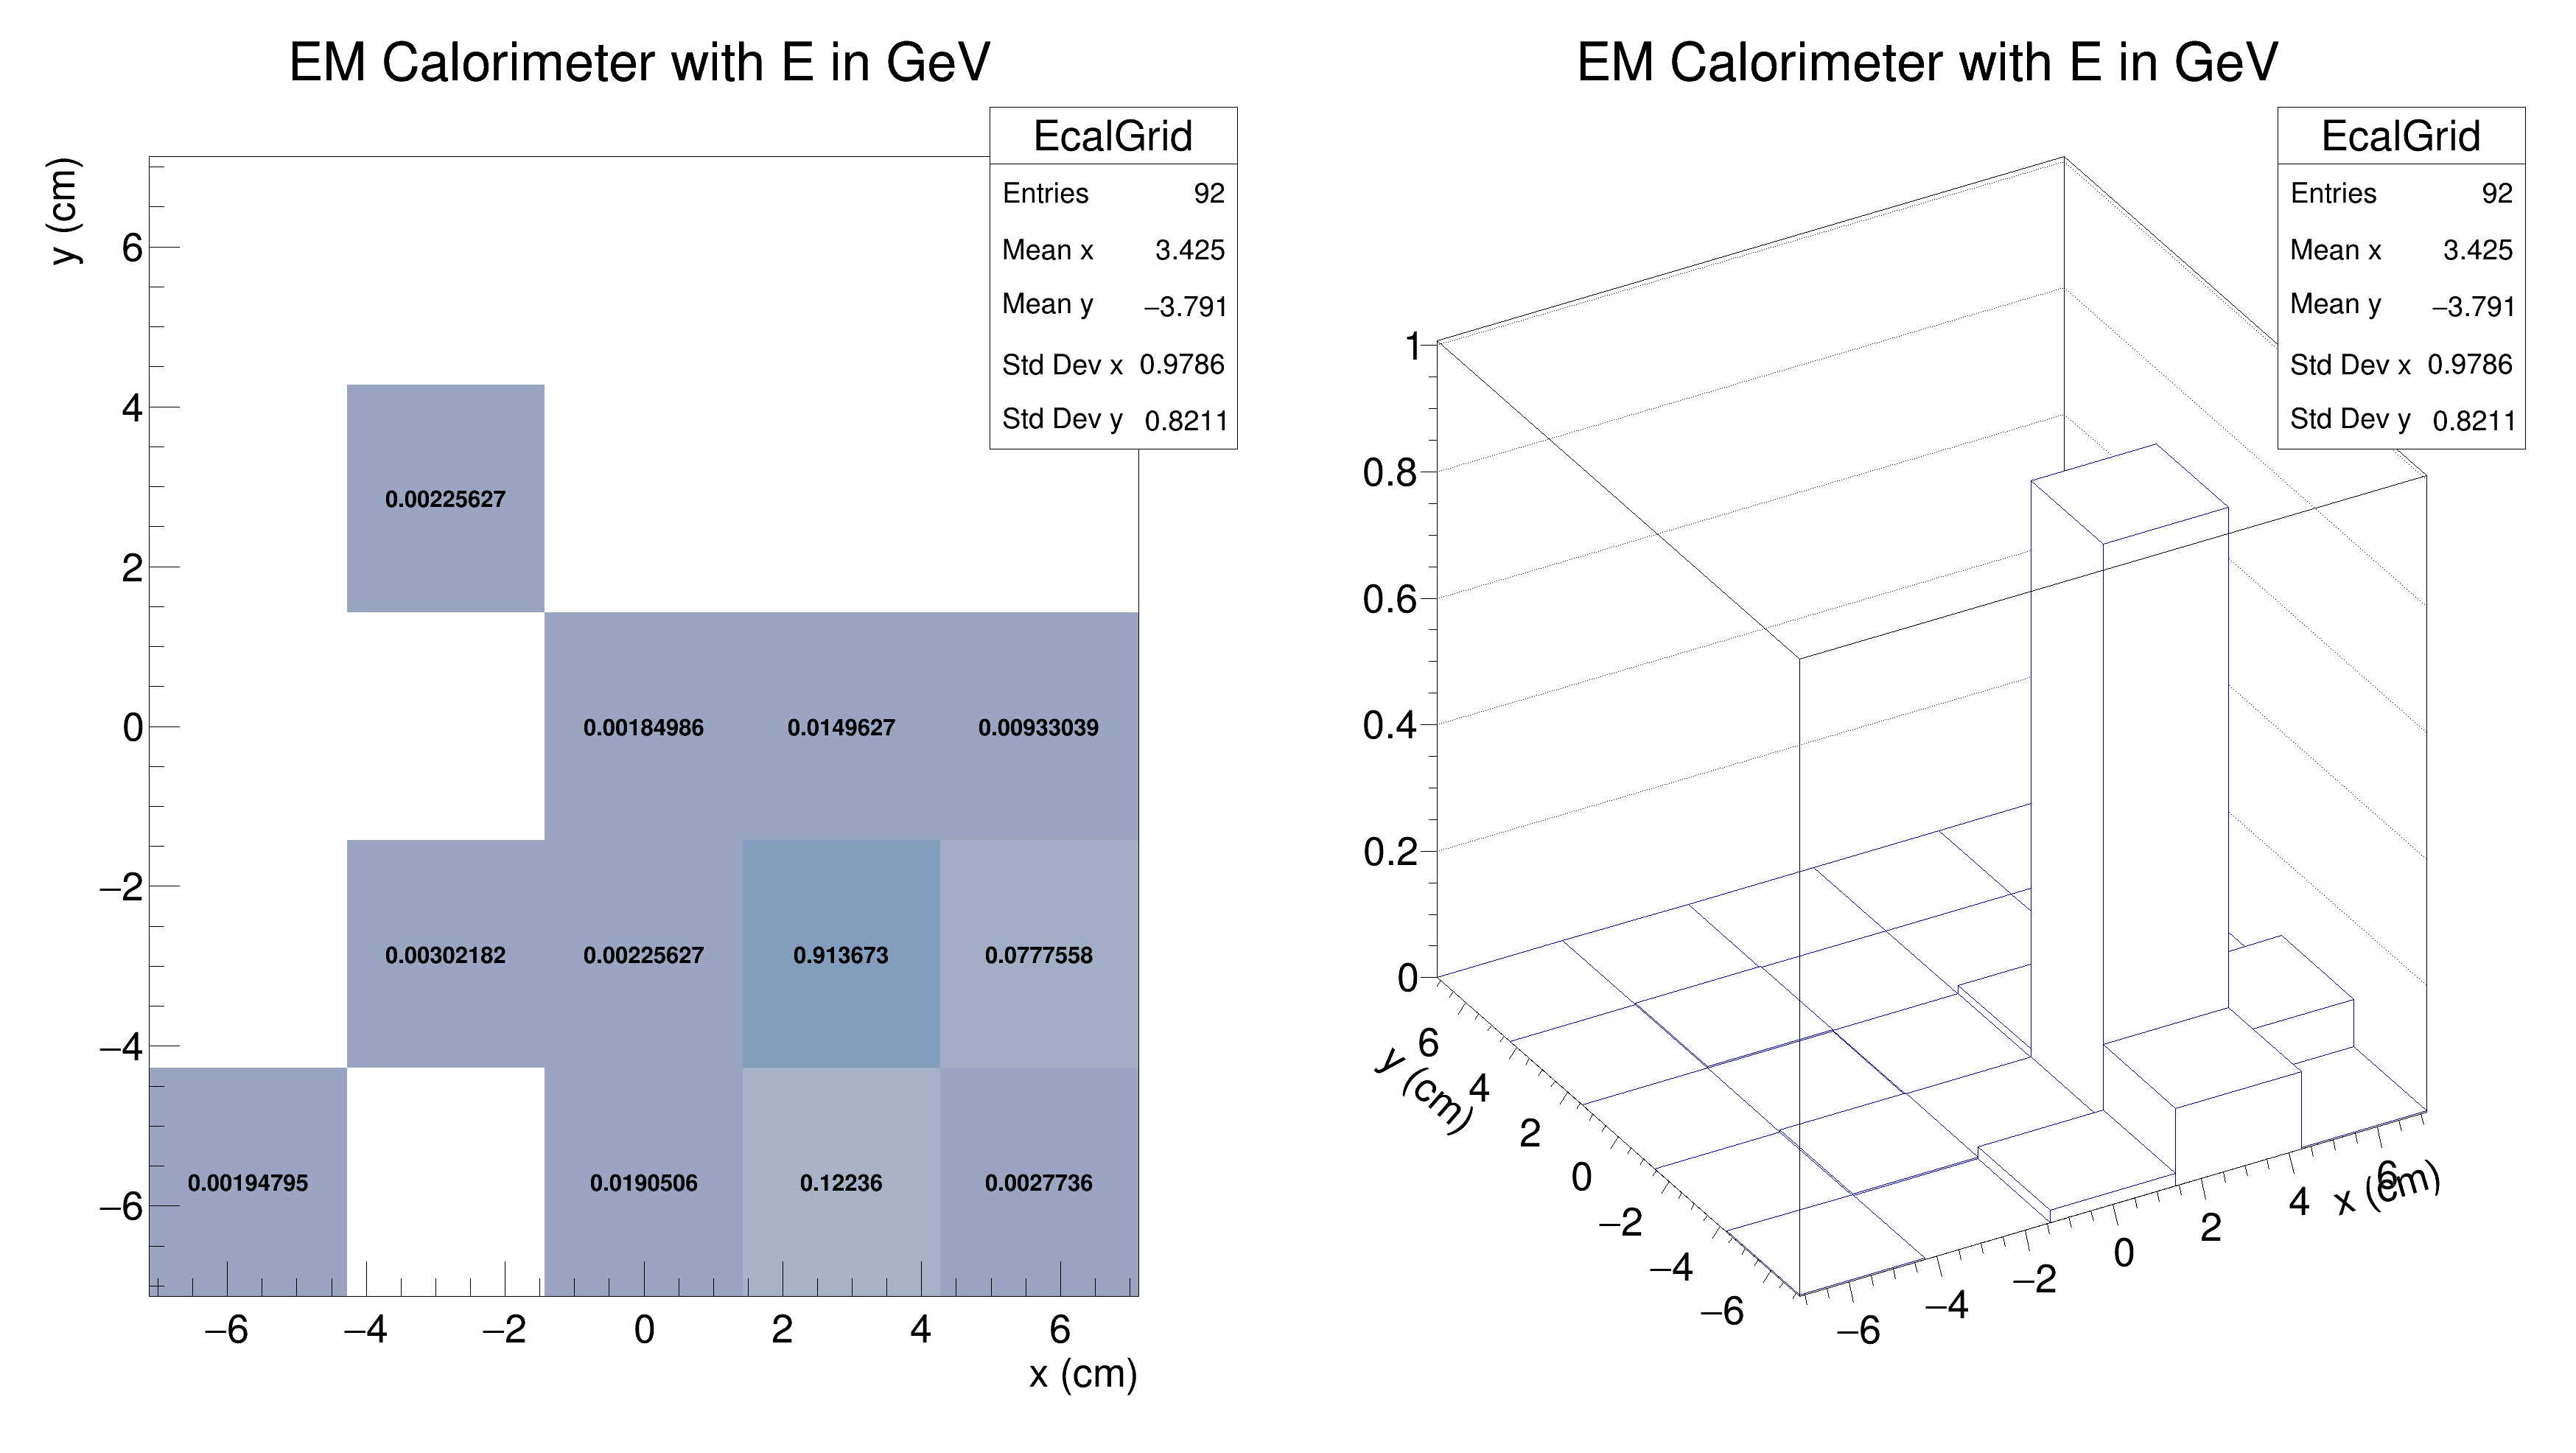 EM Calorimeter with E in GeV
EcalGrid
Entries 92
Mean x 3.425
Mean y −3.791
Std Dev x 0.9786
Std Dev y 0.8211
y (cm)
6
4
2
0
−2
−4
−6
0.00225627
0.00184986 0.0149627 0.00933039
0.00302182 0.00225627 0.913673 0.0777558
0.00194795 0.0190506 0.12236 0.0027736
−6 −4 −2 0 2 4 6
x (cm)
EM Calorimeter with E in GeV
EcalGrid
Entries 92
Mean x 3.425
Mean y −3.791
Std Dev x 0.9786
Std Dev y 0.8211
1
0.8
0.6
0.4
0.2
0
y (cm)
6
4
2
0
−2
−4
−6
−6 −4 −2 0 2 4 6
x (cm)